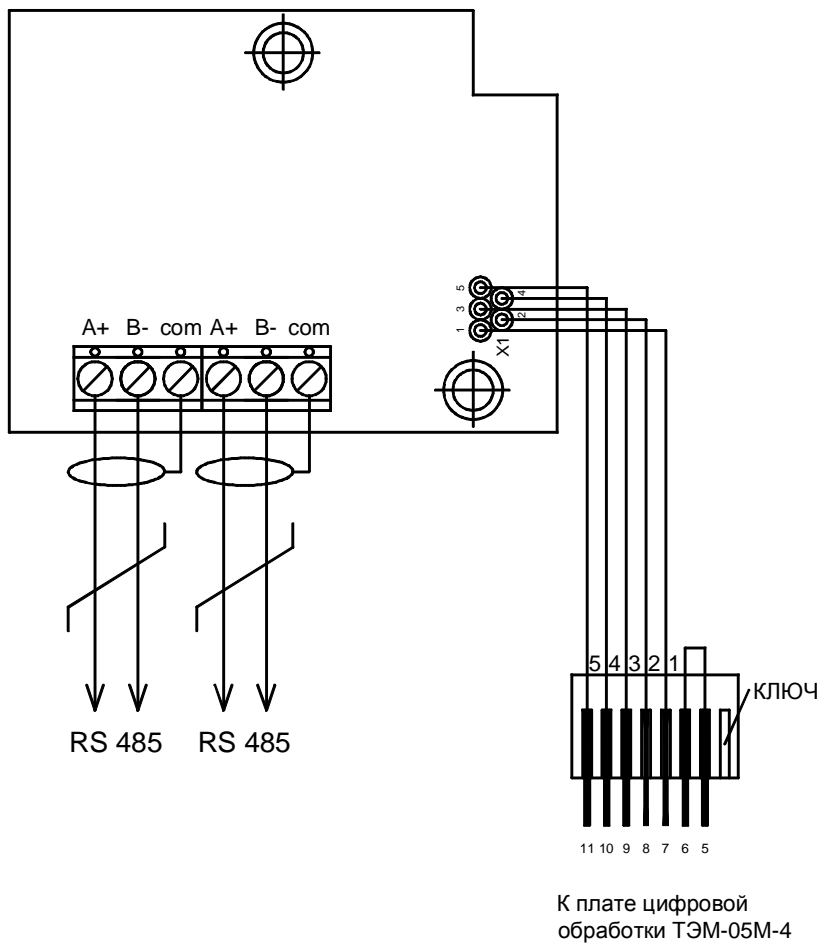 5
4
3
2
1
X1
A+ B- com A+ B- com
5 4 3 2 1
КЛЮЧ
RS 485 RS 485
11 10 9 8 7 6 5
К плате цифровой
обработки ТЭМ-05М-4